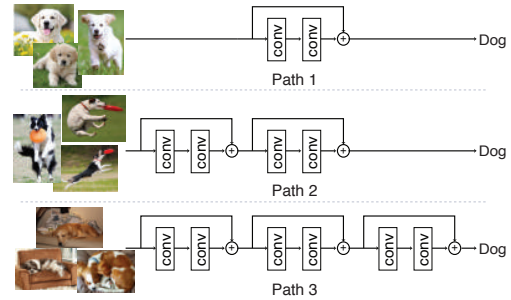 conv conv + Dog
Path 1
conv conv + conv conv + Dog
Path 2
conv conv + conv conv + conv conv + Dog
Path 3